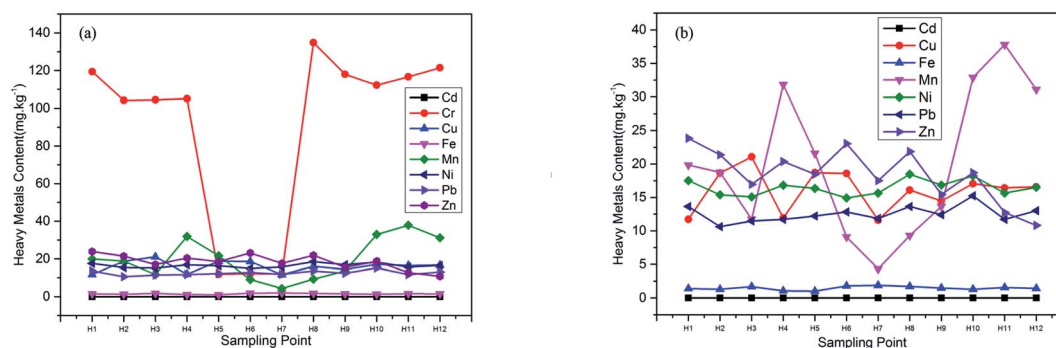 (a)
Heavy Metals Content(mg.kg⁻¹)
140
120
100
80
60
40
20
0
H1 H2 H3 H4 H5 H6 H7 H8 H9 H10 H11 H12
Sampling Point
Cd
Cr
Cu
Fe
Mn
Ni
Pb
Zn
(b)
Heavy Metals Content(mg.kg⁻¹)
40
35
30
25
20
15
10
5
0
H1 H2 H3 H4 H5 H6 H7 H8 H9 H10 H11 H12
Sampling Point
Cd
Cu
Fe
Mn
Ni
Pb
Zn